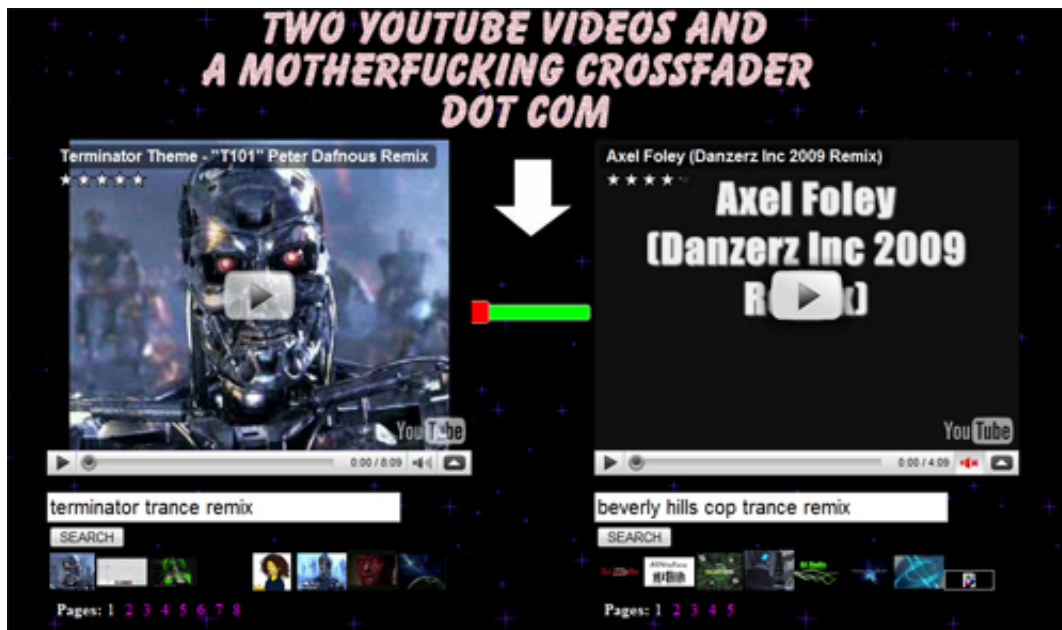 TWO YOUTUBE VIDEOS AND
A MOTHERFUCKING CROSSFADER
DOT COM
Terminator Theme - "T101" Peter Dafnous Remix
YouTube
0:00 / 8:09
terminator trance remix
SEARCH
Pages: 1 2 3 4 5 6 7 8
Axel Foley (Danzerz Inc 2009 Remix)
Axel Foley
(Danzerz Inc 2009
YouTube
0:00 / 4:09
beverly hills cop trance remix
SEARCH
Pages: 1 2 3 4 5